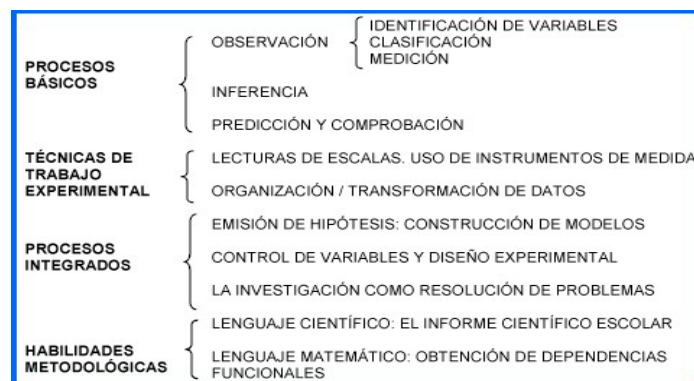 PROCESOS
BÁSICOS
OBSERVACIÓN
IDENTIFICACIÓN DE VARIABLES
CLASIFICACIÓN
MEDICIÓN
INFERENCIA
PREDICCIÓN Y COMPROBACIÓN
TÉCNICAS DE
TRABAJO
EXPERIMENTAL
LECTURAS DE ESCALAS. USO DE INSTRUMENTOS DE MEDIDA
ORGANIZACIÓN / TRANSFORMACIÓN DE DATOS
PROCESOS
INTEGRADOS
EMISIÓN DE HIPÓTESIS: CONSTRUCCIÓN DE MODELOS
CONTROL DE VARIABLES Y DISEÑO EXPERIMENTAL
LA INVESTIGACIÓN COMO RESOLUCIÓN DE PROBLEMAS
HABILIDADES
METODOLÓGICAS
LENGUAJE CIENTÍFICO: EL INFORME CIENTÍFICO ESCOLAR
LENGUAJE MATEMÁTICO: OBTENCIÓN DE DEPENDENCIAS
FUNCIONALES